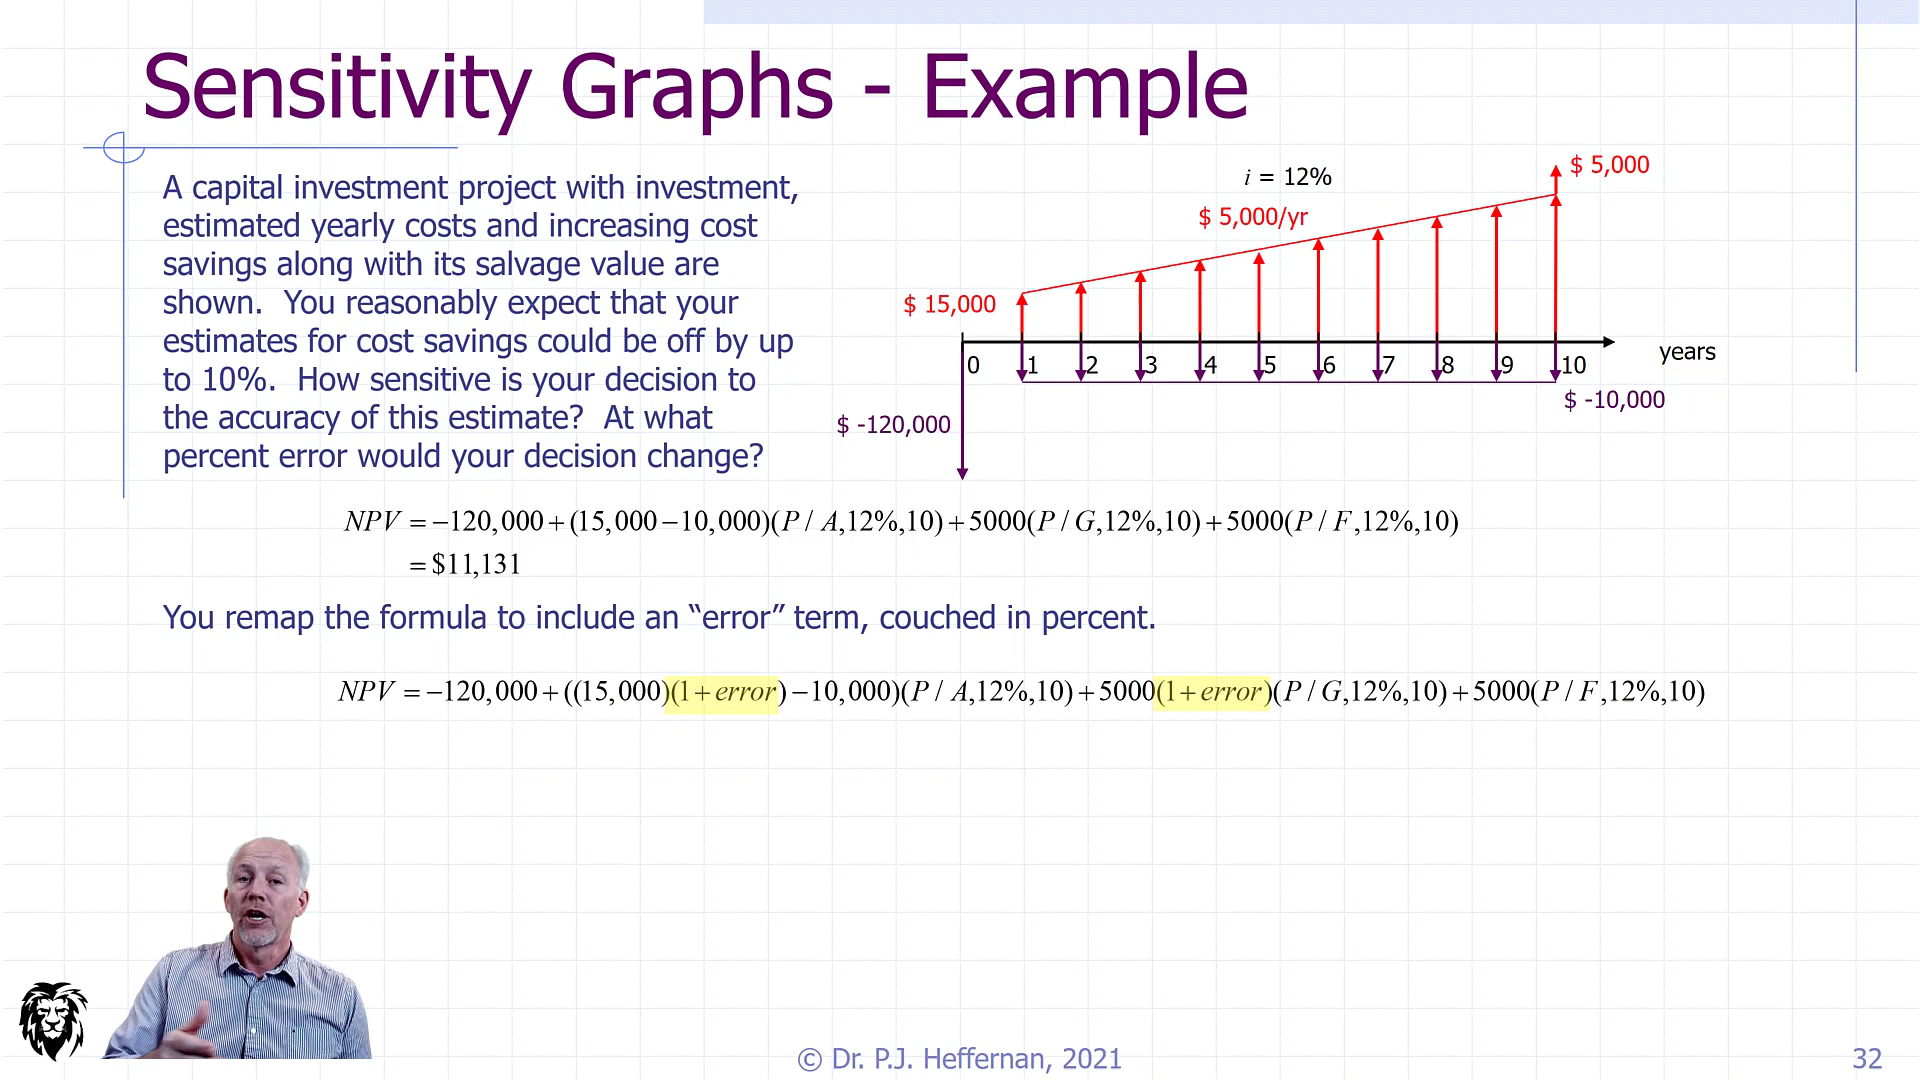 Sensitivity Graphs - Example
A capital investment project with investment,
estimated yearly costs and increasing cost
savings along with its salvage value are
shown.  You reasonably expect that your
estimates for cost savings could be off by up
to 10%.  How sensitive is your decision to
the accuracy of this estimate?  At what
percent error would your decision change?
$ 5,000
i = 12%
$ 5,000/yr
$ 15,000
0 1 2 3 4 5 6 7 8 9 10
years
$ -10,000
$ -120,000
NPV = −120,000 + (15,000 − 10,000)(P / A,12%,10) + 5000(P / G,12%,10) + 5000(P / F,12%,10)
= $11,131
You remap the formula to include an “error” term, couched in percent.
NPV = −120,000 + ((15,000)(1 + error) − 10,000)(P / A,12%,10) + 5000(1 + error)(P / G,12%,10) + 5000(P / F,12%,10)
© Dr. P.J. Heffernan, 2021
32